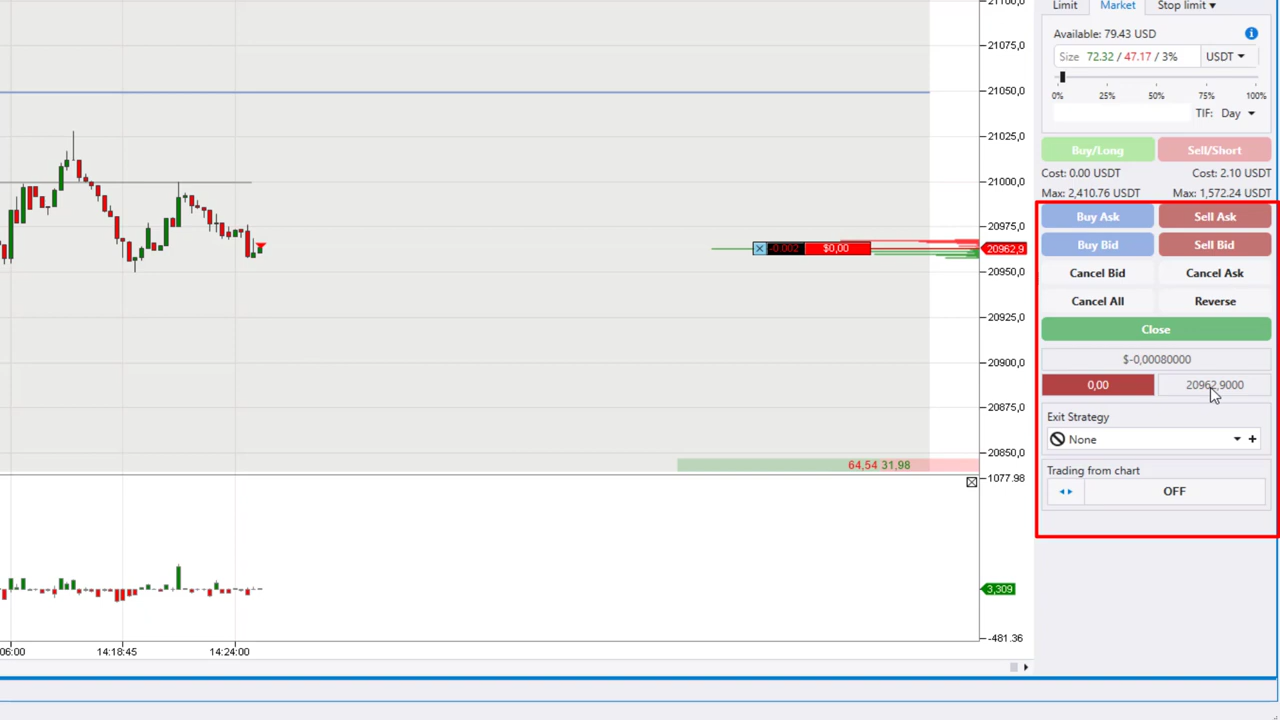 21100,0
Limit Market Stop limit
21075,0
Available: 79.43 USD
Size 72.32 / 47.17 / 3% USDT
21050,0
0% 25% 50% 75% 100%
TIF: Day
21025,0
Buy/Long Sell/Short
Cost: 0.00 USDT Cost: 2.10 USDT
21000,0
Max: 2,410.76 USDT Max: 1,572.24 USDT
Buy Ask Sell Ask
20975,0
Buy Bid Sell Bid
-0.002 $0,00 20962,9
Cancel Bid Cancel Ask
20950,0
Cancel All Reverse
20925,0
Close
$-0,00080000
20900,0
0,00 20962,9000
20875,0
Exit Strategy
None
20850,0
64,54 31,98
Trading from chart
1077.98
OFF
3,309
-481.36
06:00 14:18:45 14:24:00